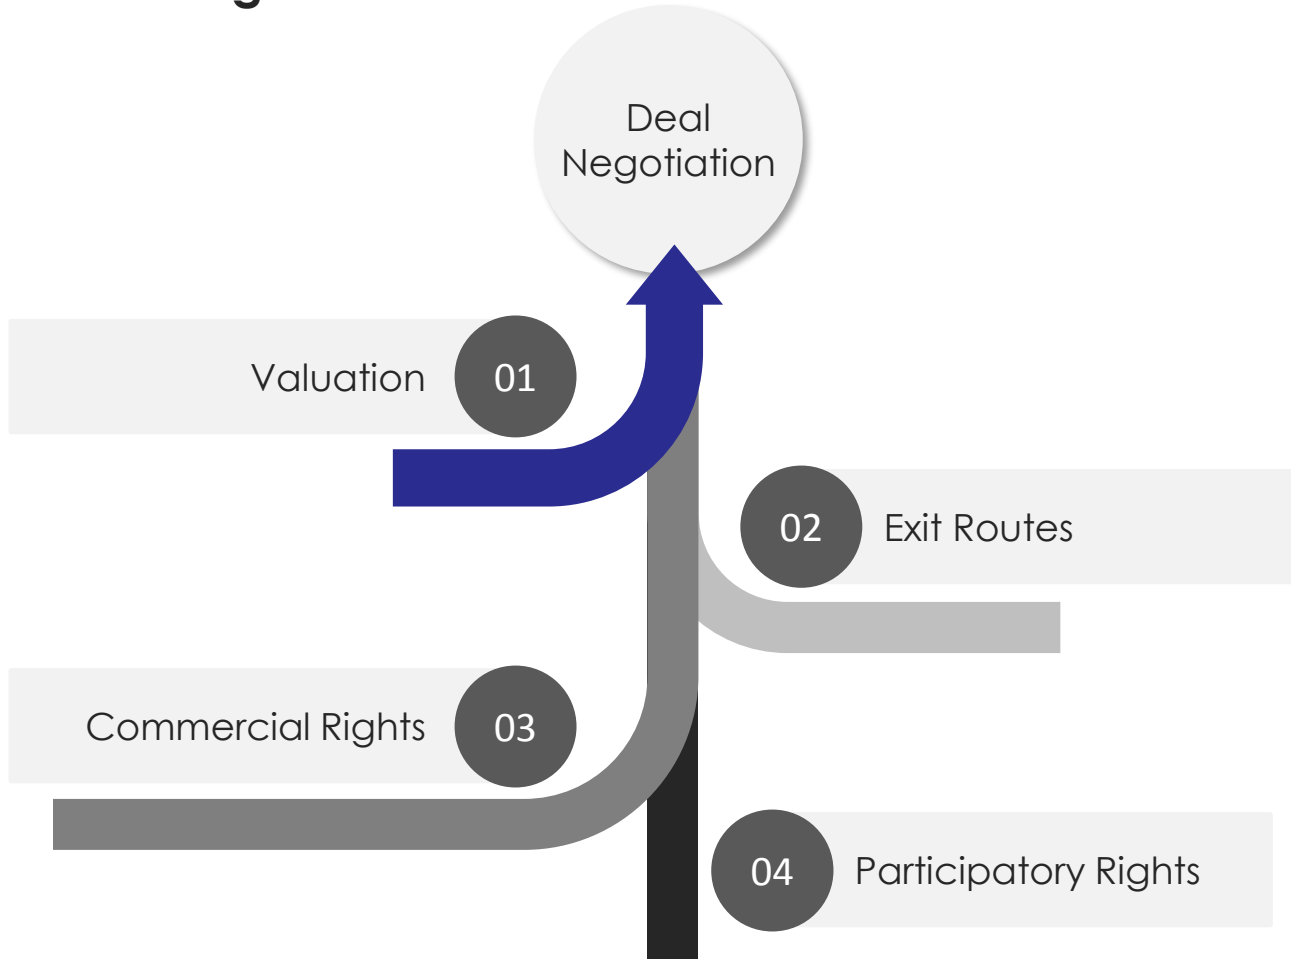 Deal
Negotiation
Valuation
01
02
Exit Routes
Commercial Rights
03
04
Participatory Rights